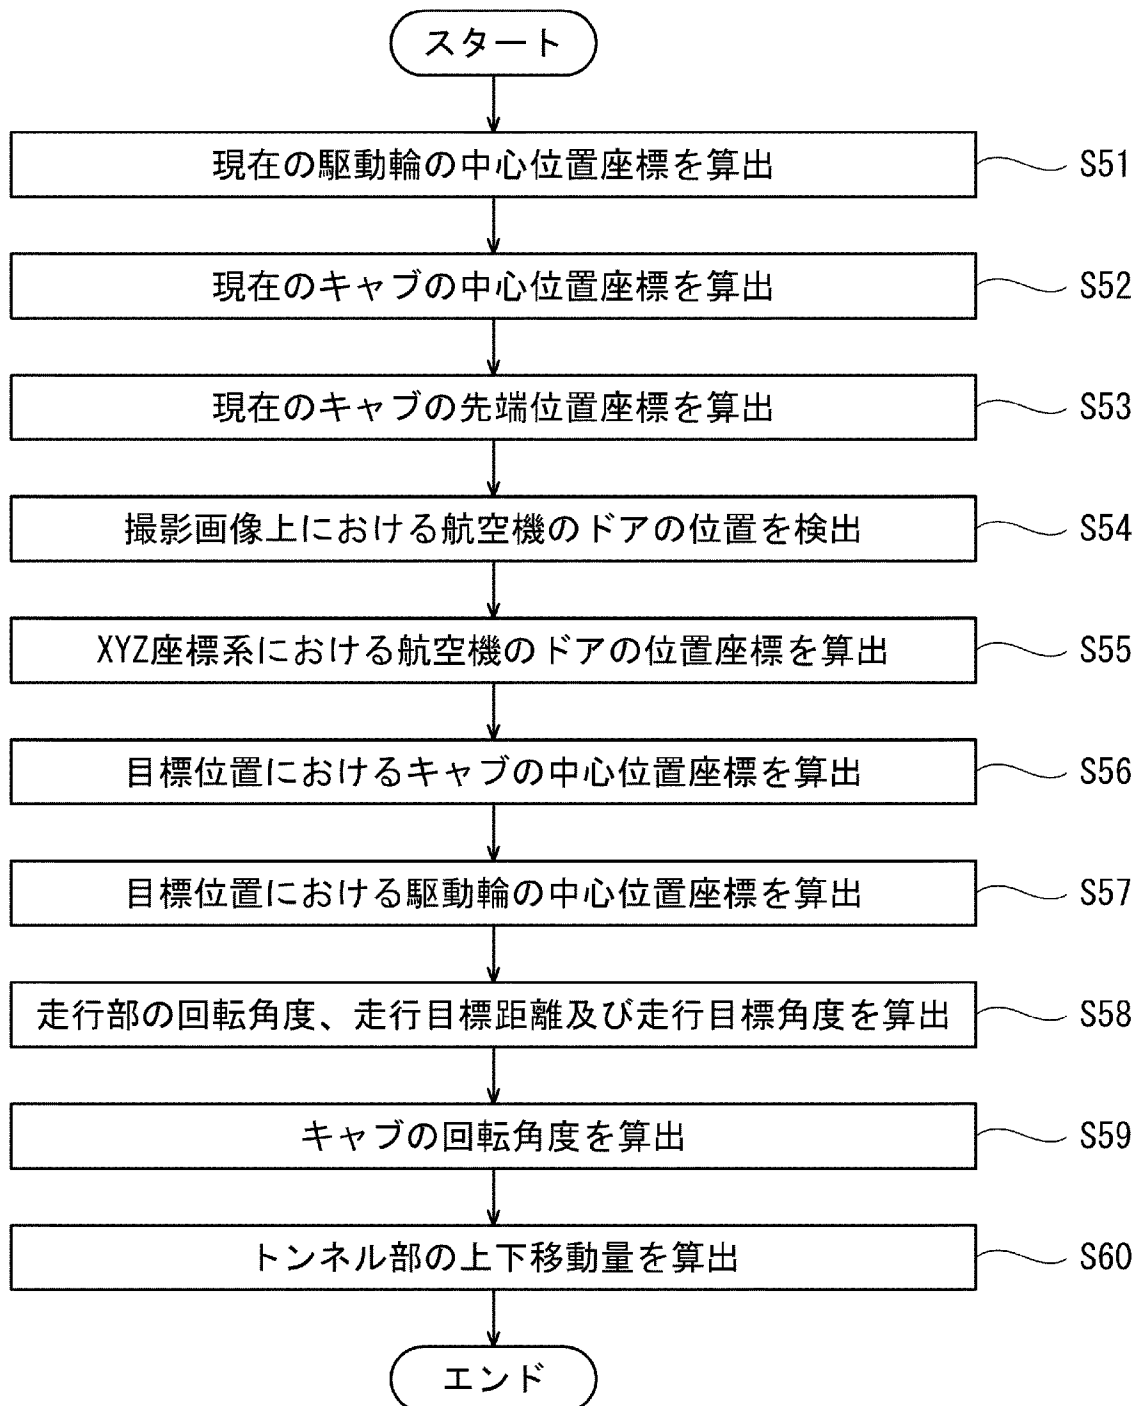 スタート
現在の駆動輪の中心位置座標を算出 S51
現在のキャブの中心位置座標を算出 S52
現在のキャブの先端位置座標を算出 S53
撮影画像上における航空機のドアの位置を検出 S54
XYZ座標系における航空機のドアの位置座標を算出 S55
目標位置におけるキャブの中心位置座標を算出 S56
目標位置における駆動輪の中心位置座標を算出 S57
走行部の回転角度、走行目標距離及び走行目標角度を算出 S58
キャブの回転角度を算出 S59
トンネル部の上下移動量を算出 S60
エンド